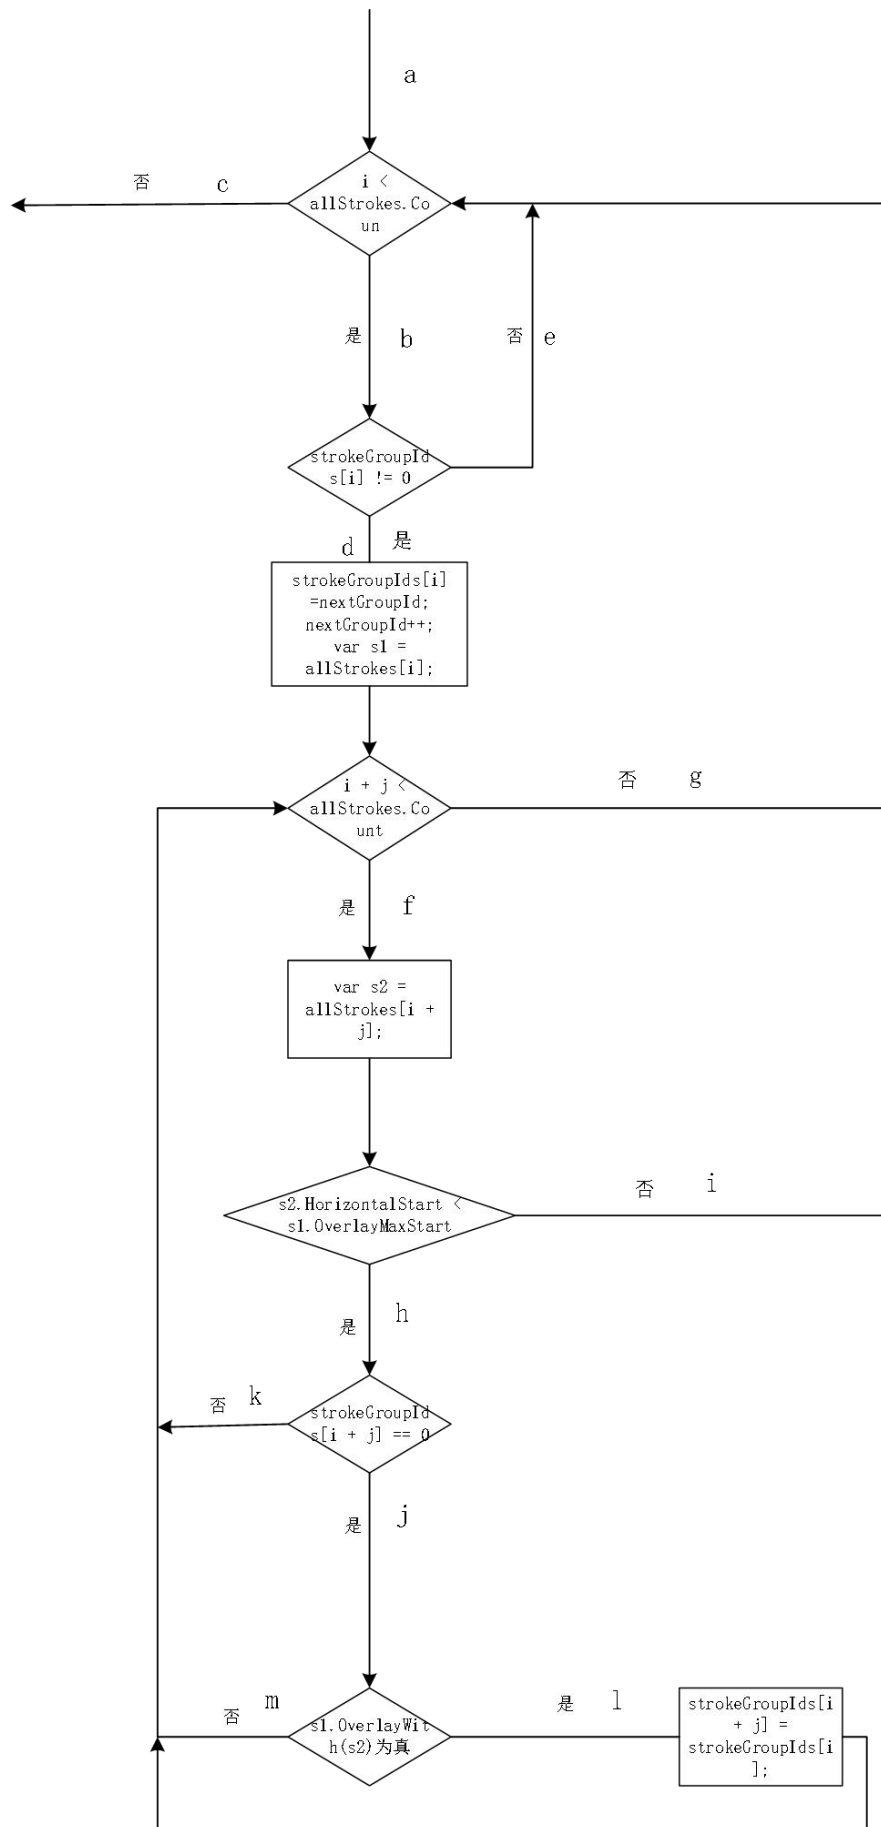 a
i <
allStrokes.Co
un
否 c
是 b
否 e
strokeGroupId
s[i] != 0
d 是
strokeGroupIds[i]
=nextGroupId;
nextGroupId++;
var s1 =
allStrokes[i];
i + j <
allStrokes.Co
unt
否 g
是 f
var s2 =
allStrokes[i +
j];
s2.HorizontalStart <
s1.OverlayMaxStart
否 i
是 h
strokeGroupId
s[i + j] == 0
否 k
是 j
s1.OverlayWit
h(s2)为真
否 m
是 l
strokeGroupIds[i
+ j] =
strokeGroupIds[i
];